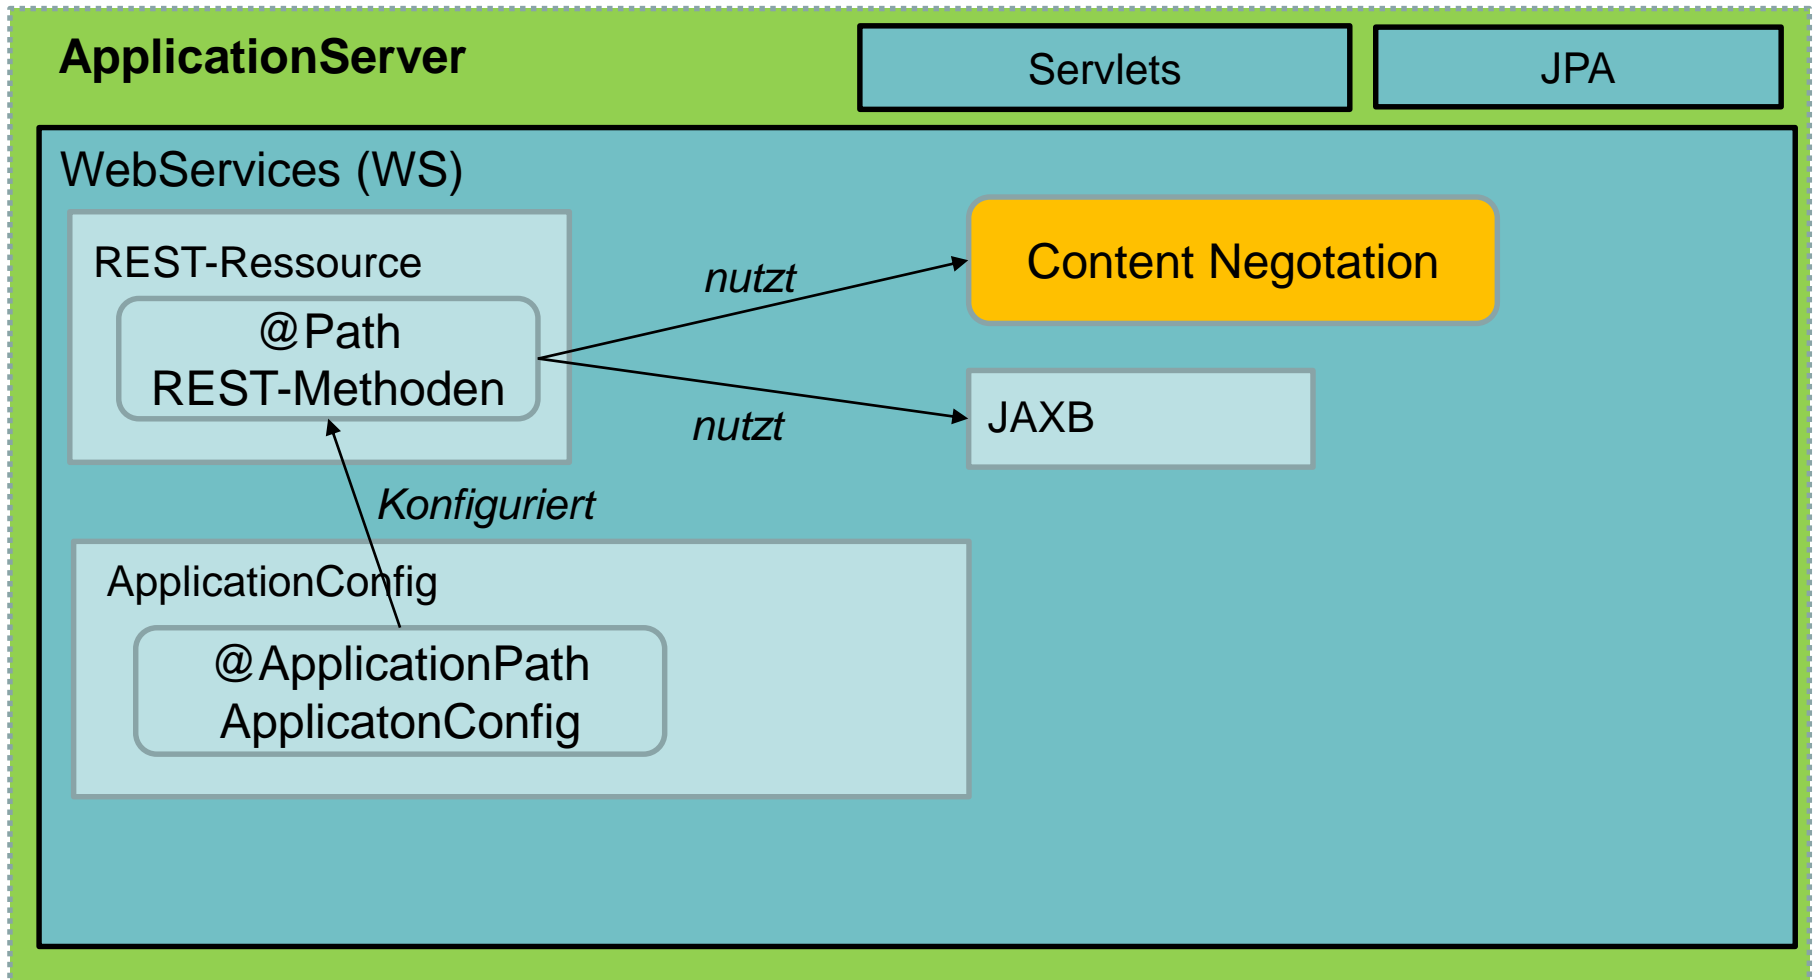 ApplicationServer
Servlets
JPA
WebServices (WS)
REST-Ressource
@Path
REST-Methoden
nutzt
Content Negotation
nutzt
JAXB
Konfiguriert
ApplicationConfig
@ApplicationPath
ApplicatonConfig